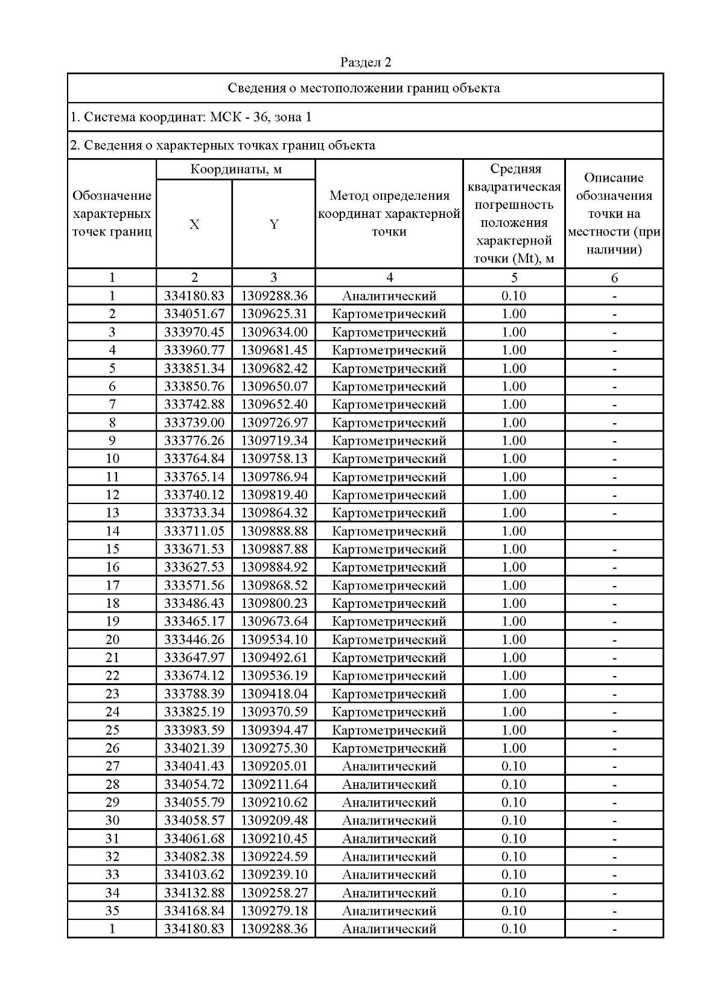 Раздел 2
Сведения о местоположении границ объекта
1. Система координат: МСК - 36, зона 1
2. Сведения о характерных точках границ объекта
Обозначение
характерных
точек границ
Координаты, м
X Y
Метод определения
координат характерной
точки
Средняя
квадратическая
погрешность
положения
характерной
точки (Mt), м
Описание
обозначения
точки на
местности (при
наличии)
1 2 3 4 5 6
1 334180.83 1309288.36 Аналитический 0.10 -
2 334051.67 1309625.31 Картометрический 1.00 -
3 333970.45 1309634.00 Картометрический 1.00 -
4 333960.77 1309681.45 Картометрический 1.00 -
5 333851.34 1309682.42 Картометрический 1.00 -
6 333850.76 1309650.07 Картометрический 1.00 -
7 333742.88 1309652.40 Картометрический 1.00 -
8 333739.00 1309726.97 Картометрический 1.00 -
9 333776.26 1309719.34 Картометрический 1.00 -
10 333764.84 1309758.13 Картометрический 1.00 -
11 333765.14 1309786.94 Картометрический 1.00 -
12 333740.12 1309819.40 Картометрический 1.00 -
13 333733.34 1309864.32 Картометрический 1.00 -
14 333711.05 1309888.88 Картометрический 1.00
15 333671.53 1309887.88 Картометрический 1.00 -
16 333627.53 1309884.92 Картометрический 1.00 -
17 333571.56 1309868.52 Картометрический 1.00 -
18 333486.43 1309800.23 Картометрический 1.00 -
19 333465.17 1309673.64 Картометрический 1.00 -
20 333446.26 1309534.10 Картометрический 1.00 -
21 333647.97 1309492.61 Картометрический 1.00 -
22 333674.12 1309536.19 Картометрический 1.00 -
23 333788.39 1309418.04 Картометрический 1.00 -
24 333825.19 1309370.59 Картометрический 1.00 -
25 333983.59 1309394.47 Картометрический 1.00 -
26 334021.39 1309275.30 Картометрический 1.00 -
27 334041.43 1309205.01 Аналитический 0.10 -
28 334054.72 1309211.64 Аналитический 0.10 -
29 334055.79 1309210.62 Аналитический 0.10 -
30 334058.57 1309209.48 Аналитический 0.10 -
31 334061.68 1309210.45 Аналитический 0.10 -
32 334082.38 1309224.59 Аналитический 0.10 -
33 334103.62 1309239.10 Аналитический 0.10 -
34 334132.88 1309258.27 Аналитический 0.10 -
35 334168.84 1309279.18 Аналитический 0.10 -
1 334180.83 1309288.36 Аналитический 0.10 -